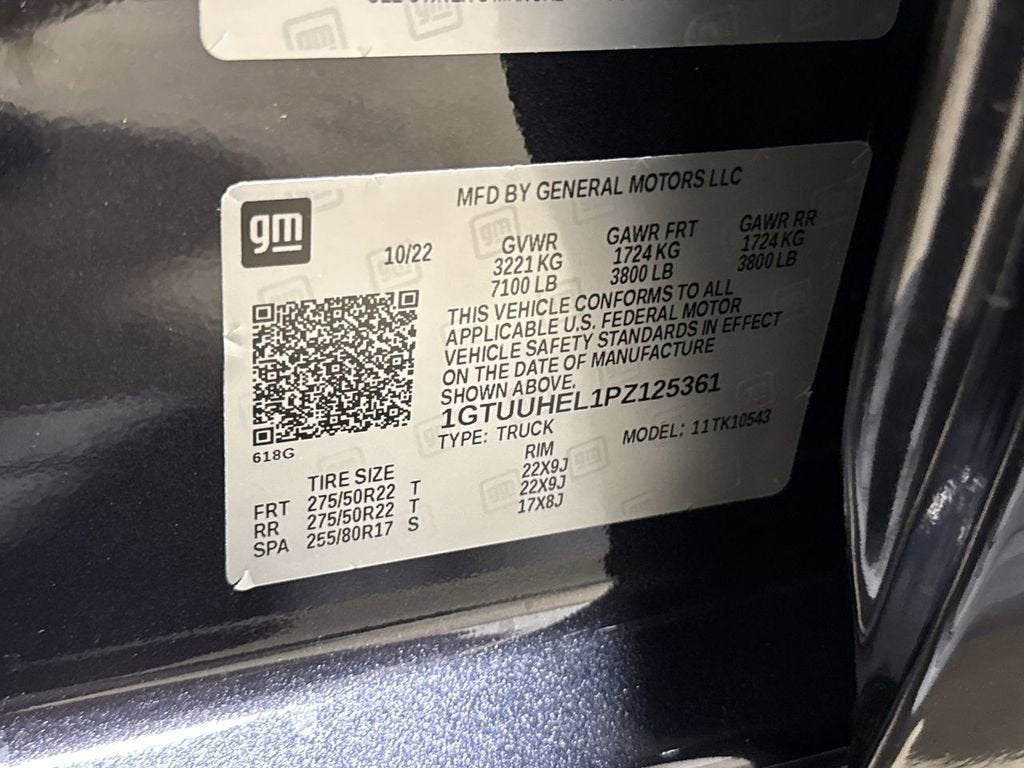 gm
MFD BY GENERAL MOTORS LLC
gm
10/22
GVWR
3221 KG
7100 LB
GAWR FRT
1724 KG
3800 LB
GAWR RR
1724 KG
3800 LB
THIS VEHICLE CONFORMS TO ALL
APPLICABLE U.S. FEDERAL MOTOR
VEHICLE SAFETY STANDARDS IN EFFECT
ON THE DATE OF MANUFACTURE
SHOWN ABOVE.
1GTUUHEL1PZ125361
TYPE: TRUCK
MODEL: 11TK10543
618G
TIRE SIZE
RIM
FRT 275/50R22 T 22X9J
RR 275/50R22 T 22X9J
SPA 255/80R17 S 17X8J